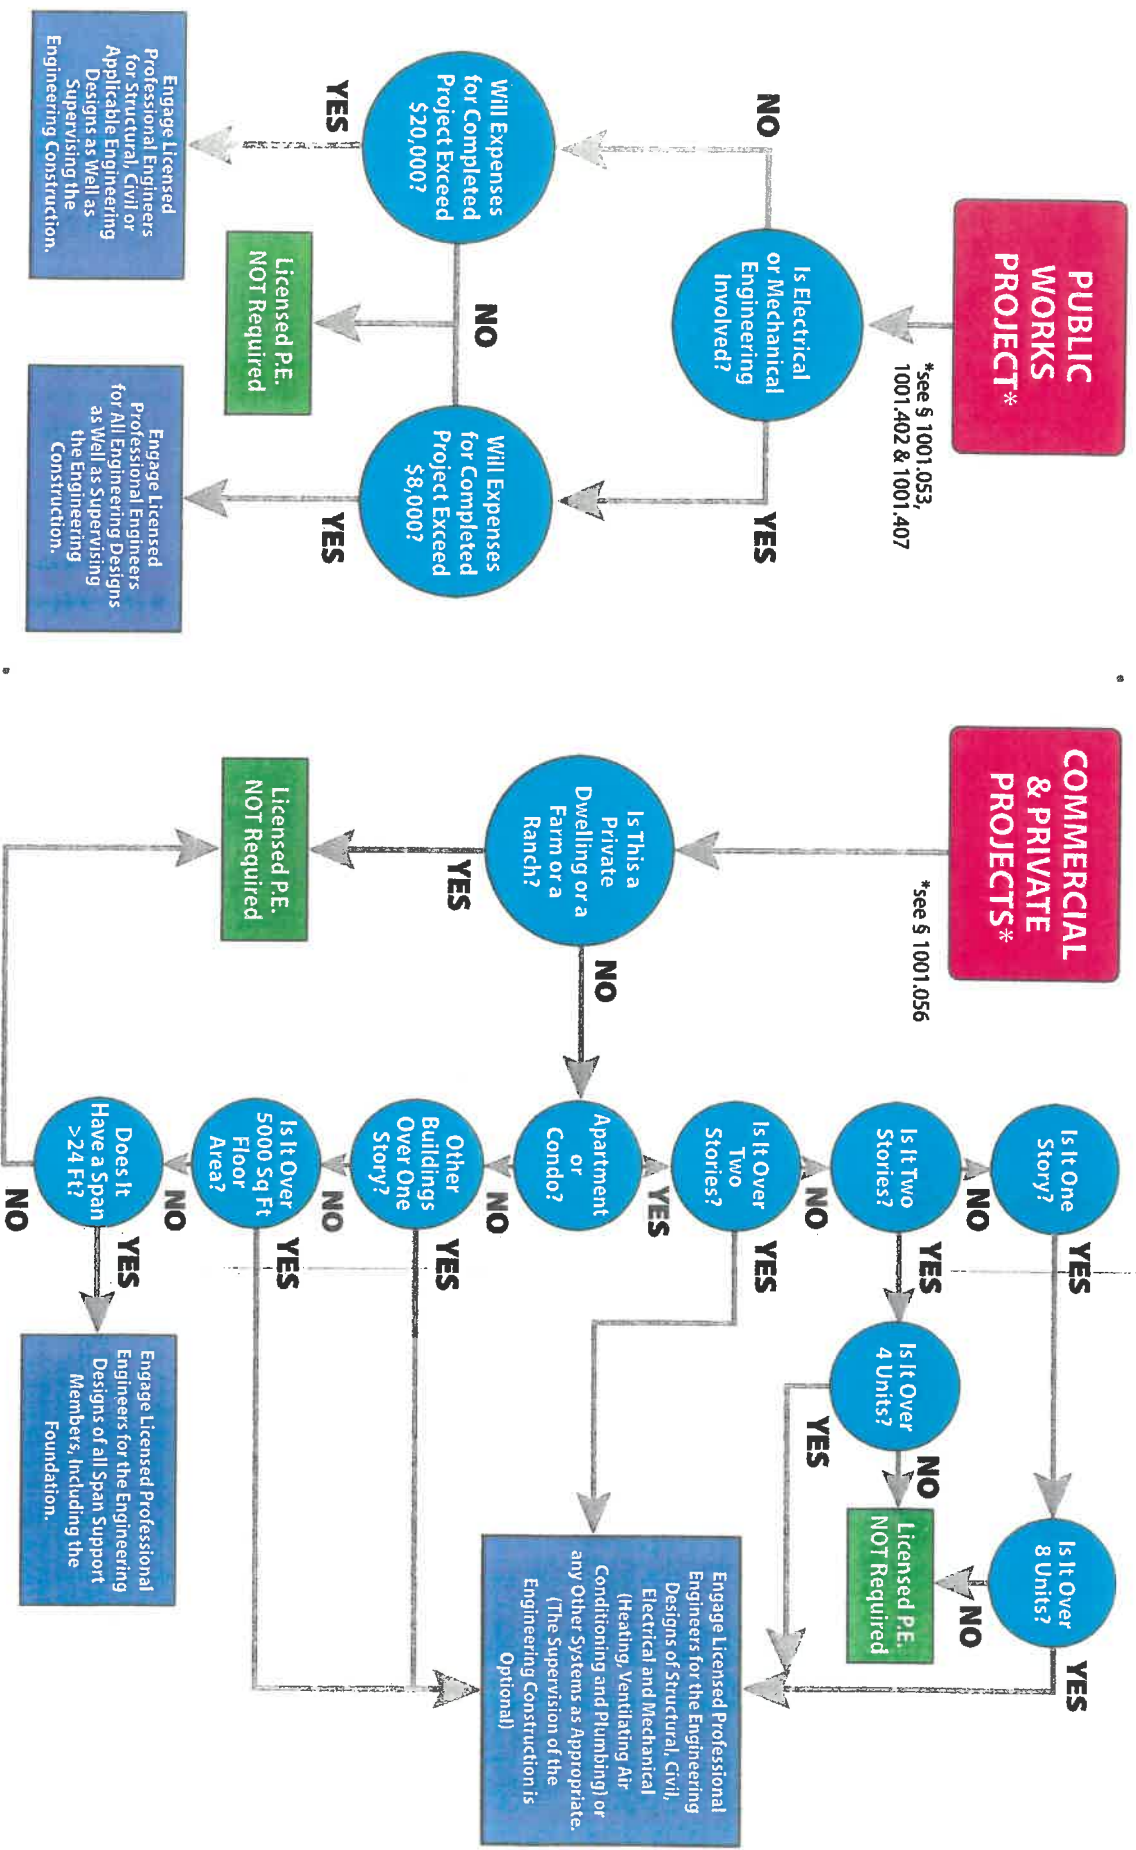 PUBLIC
WORKS
PROJECT*
*see § 1001.053,
1001.402 & 1001.407
Is Electrical
or Mechanical
Engineering
Involved?
NO
YES
Will Expenses
for Completed
Project Exceed
$20,000?
NO
Will Expenses
for Completed
Project Exceed
$8,000?
YES
YES
Licensed P.E.
NOT Required
Engage Licensed
Professional Engineers
for Structural, Civil or
Applicable Engineering
Designs as Well as
Supervising the
Engineering Construction.
Engage Licensed
Professional Engineers
for All Engineering Designs
as Well as Supervising
the Engineering
Construction.
COMMERCIAL
& PRIVATE
PROJECTS*
*see § 1001.056
Is This a
Private
Dwelling or a
Farm or a
Ranch?
YES
NO
Licensed P.E.
NOT Required
Is It One
Story?
YES
NO
Is It Over
8 Units?
YES
NO
Is It Two
Stories?
YES
NO
Is It Over
4 Units?
NO
YES
Licensed P.E.
NOT Required
Is It Over
Two
Stories?
YES
YES
Apartment
or
Condo?
NO
Other
Buildings
Over One
Story?
YES
NO
Is It Over
5000 Sq Ft
Floor
Area?
YES
NO
Does It
Have a Span
>24 Ft?
YES
NO
Engage Licensed Professional
Engineers for the Engineering
Designs of Structural, Civil,
Electrical and Mechanical
(Heating, Ventilating Air
Conditioning and Plumbing) or
any Other Systems as Appropriate.
(The Supervision of the
Engineering Construction is
Optional)
Engage Licensed Professional
Engineers for the Engineering
Designs of all Span Support
Members, Including the
Foundation.